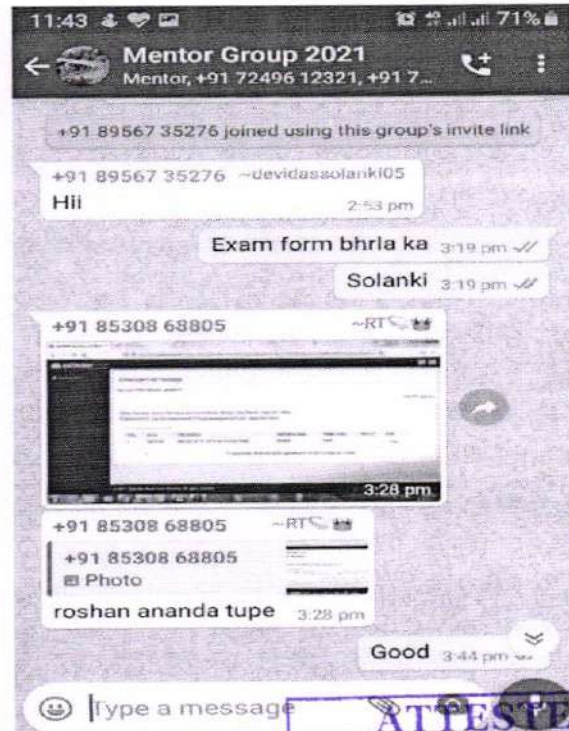 11:43 71%
Mentor Group 2021
Mentor, +91 72496 12321, +91 7...
+91 89567 35276 joined using this group's invite link
+91 89567 35276 ~devidassolanki05
Hii
2:53 pm
Exam form bhrla ka 3:19 pm
Solanki 3:19 pm
+91 85308 68805 ~RT
3:28 pm
+91 85308 68805 ~RT
+91 85308 68805
Photo
roshan ananda tupe 3:28 pm
Good 3:44 pm
Type a message
ATTESTE